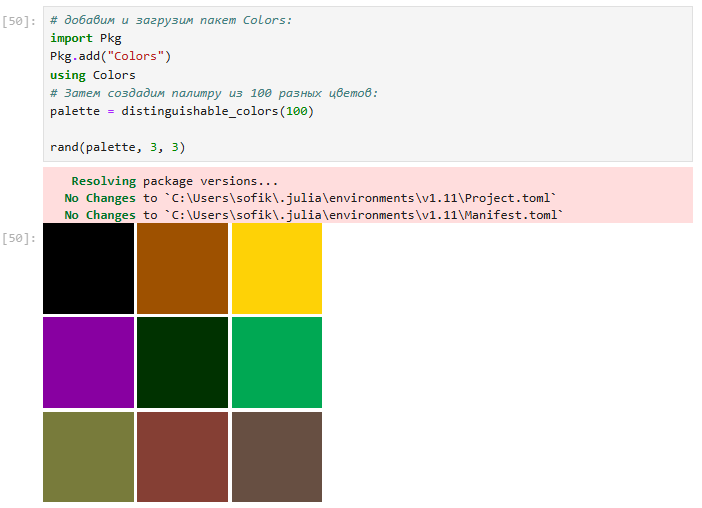 [50]: # добавим и загрузим пакет Colors:
import Pkg
Pkg.add("Colors")
using Colors
# Затем создадим палитру из 100 разных цветов:
palette = distinguishable_colors(100)
rand(palette, 3, 3)
Resolving package versions...
No Changes to `C:\Users\sofik\.julia\environments\v1.11\Project.toml`
No Changes to `C:\Users\sofik\.julia\environments\v1.11\Manifest.toml`
[50]: